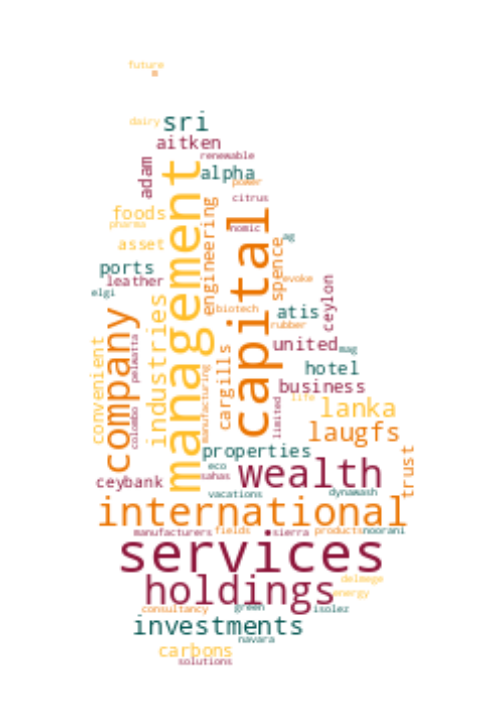 future
dairy
sri
aitken
renewable
adam
alpha
power
management
citrus
foods
engineering
capital
pharma
nomic
ag
asset
spence
ports
leather
evoke
elgi
industries
ceylon
biotech
atis
company
rubber
convenient
pelwatta
united
mag
cargills
hotel
manufacturing
business
life
colombo
limited
lanka
laugfs
properties
trust
eco
wealth
sahas
ceybank
vacations
dynawash
international
manufacturers
fields
sierra
products
noorani
services
holdings
delmege
energy
consultancy
green
isolez
investments
navara
carbons
solutions